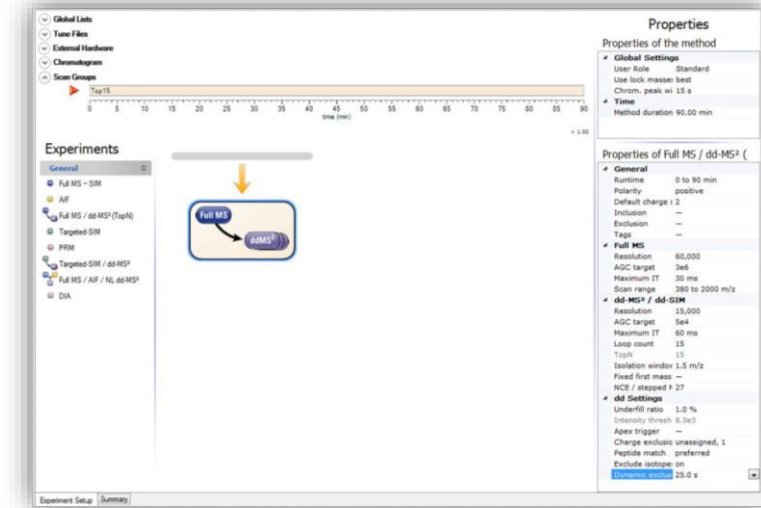 Global Lists
Tune Files
External Hardware
Chromatogram
Scan Groups
Top15
0 5 10 15 20 25 30 35 40 45 50 55 60 65 70 75 80 85 90
time (min)
× 1.00
Experiments
General
Full MS – SIM
AIF
Full MS / dd-MS² (TopN)
Targeted-SIM
PRM
Targeted-SIM / dd-MS²
Full MS / AIF / NL dd-MS²
DIA
Full MS
ddMS²
Experiment Setup Summary
Properties
Properties of the method
Global Settings
User Role Standard
Use lock masse: best
Chrom. peak wi 15 s
Time
Method duration 90.00 min
Properties of Full MS / dd-MS² (
General
Runtime 0 to 90 min
Polarity positive
Default charge : 2
Inclusion —
Exclusion —
Tags —
Full MS
Resolution 60,000
AGC target 3e6
Maximum IT 30 ms
Scan range 380 to 2000 m/z
dd-MS² / dd-SIM
Resolution 15,000
AGC target 5e4
Maximum IT 60 ms
Loop count 15
TopN 15
Isolation window 1.5 m/z
Fixed first mass —
NCE / stepped N 27
dd Settings
Underfill ratio 1.0 %
Intensity thresh 8.3e3
Apex trigger —
Charge exclusio unassigned, 1
Peptide match preferred
Exclude isotope: on
Dynamic exclus 25.0 s